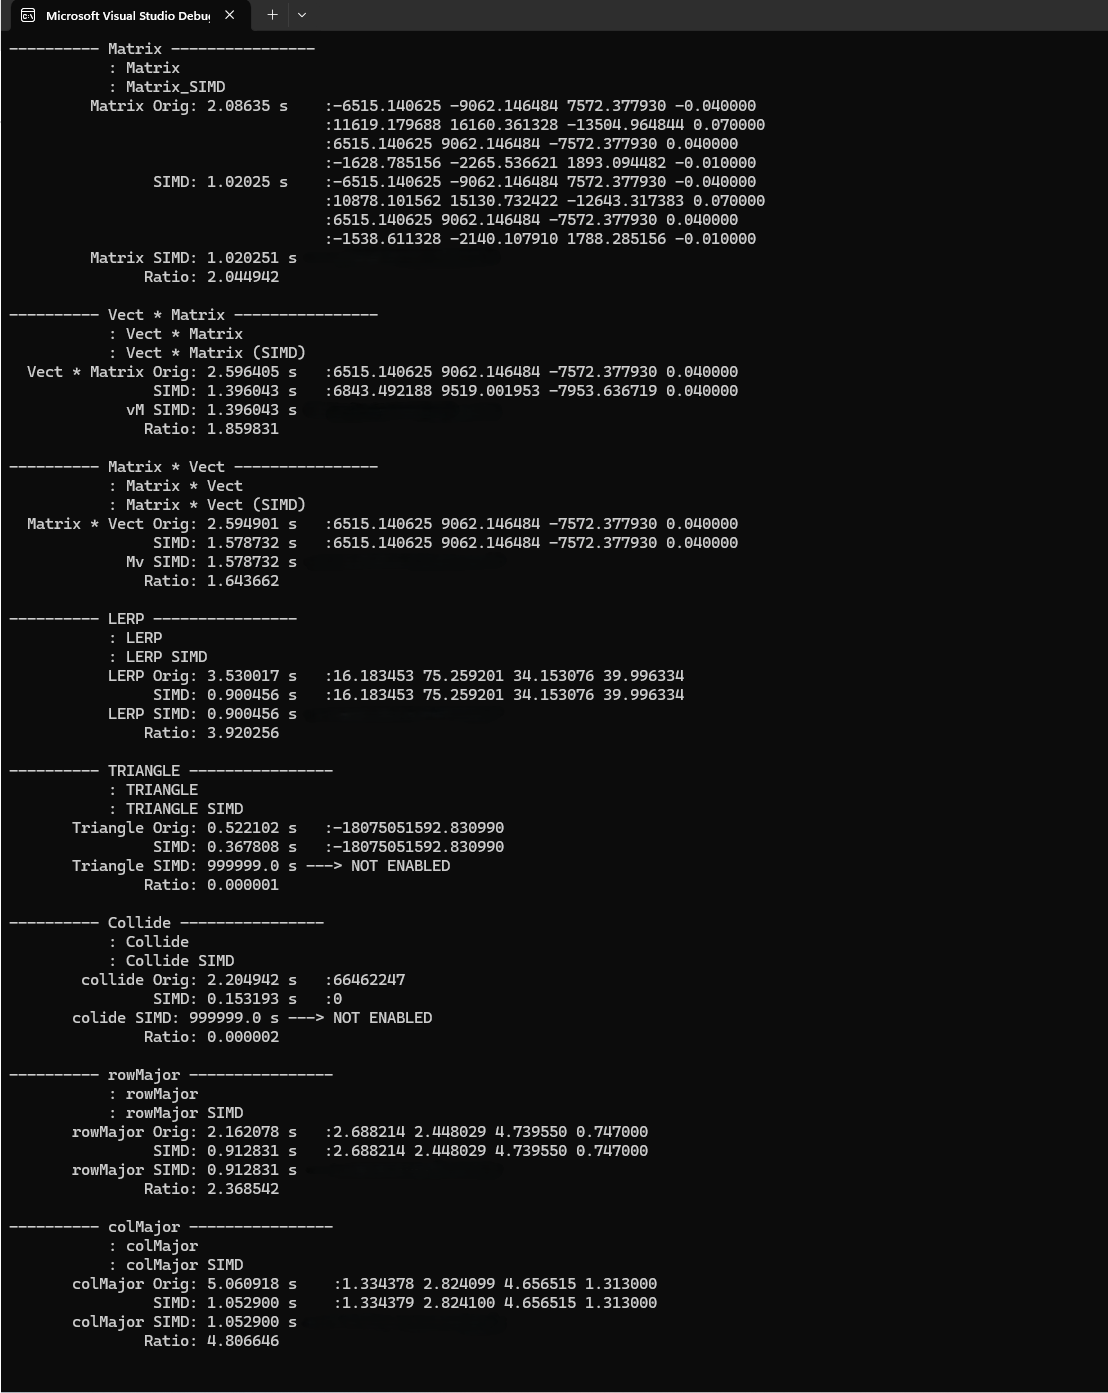 Microsoft Visual Studio Debug
---------- Matrix ----------------
: Matrix
: Matrix_SIMD
Matrix Orig: 2.08635 s :-6515.140625 -9062.146484 7572.377930 -0.040000
:11619.179688 16160.361328 -13504.964844 0.070000
:6515.140625 9062.146484 -7572.377930 0.040000
:-1628.785156 -2265.536621 1893.094482 -0.010000
SIMD: 1.02025 s :-6515.140625 -9062.146484 7572.377930 -0.040000
:10878.101562 15130.732422 -12643.317383 0.070000
:6515.140625 9062.146484 -7572.377930 0.040000
:-1538.611328 -2140.107910 1788.285156 -0.010000
Matrix SIMD: 1.020251 s
Ratio: 2.044942
---------- Vect * Matrix ----------------
: Vect * Matrix
: Vect * Matrix (SIMD)
Vect * Matrix Orig: 2.596405 s :6515.140625 9062.146484 -7572.377930 0.040000
SIMD: 1.396043 s :6843.492188 9519.001953 -7953.636719 0.040000
vM SIMD: 1.396043 s
Ratio: 1.859831
---------- Matrix * Vect ----------------
: Matrix * Vect
: Matrix * Vect (SIMD)
Matrix * Vect Orig: 2.594901 s :6515.140625 9062.146484 -7572.377930 0.040000
SIMD: 1.578732 s :6515.140625 9062.146484 -7572.377930 0.040000
Mv SIMD: 1.578732 s
Ratio: 1.643662
---------- LERP ----------------
: LERP
: LERP SIMD
LERP Orig: 3.530017 s :16.183453 75.259201 34.153076 39.996334
SIMD: 0.900456 s :16.183453 75.259201 34.153076 39.996334
LERP SIMD: 0.900456 s
Ratio: 3.920256
---------- TRIANGLE ----------------
: TRIANGLE
: TRIANGLE SIMD
Triangle Orig: 0.522102 s :-18075051592.830990
SIMD: 0.367808 s :-18075051592.830990
Triangle SIMD: 999999.0 s ---> NOT ENABLED
Ratio: 0.000001
---------- Collide ----------------
: Collide
: Collide SIMD
collide Orig: 2.204942 s :66462247
SIMD: 0.153193 s :0
colide SIMD: 999999.0 s ---> NOT ENABLED
Ratio: 0.000002
---------- rowMajor ----------------
: rowMajor
: rowMajor SIMD
rowMajor Orig: 2.162078 s :2.688214 2.448029 4.739550 0.747000
SIMD: 0.912831 s :2.688214 2.448029 4.739550 0.747000
rowMajor SIMD: 0.912831 s
Ratio: 2.368542
---------- colMajor ----------------
: colMajor
: colMajor SIMD
colMajor Orig: 5.060918 s :1.334378 2.824099 4.656515 1.313000
SIMD: 1.052900 s :1.334379 2.824100 4.656515 1.313000
colMajor SIMD: 1.052900 s
Ratio: 4.806646